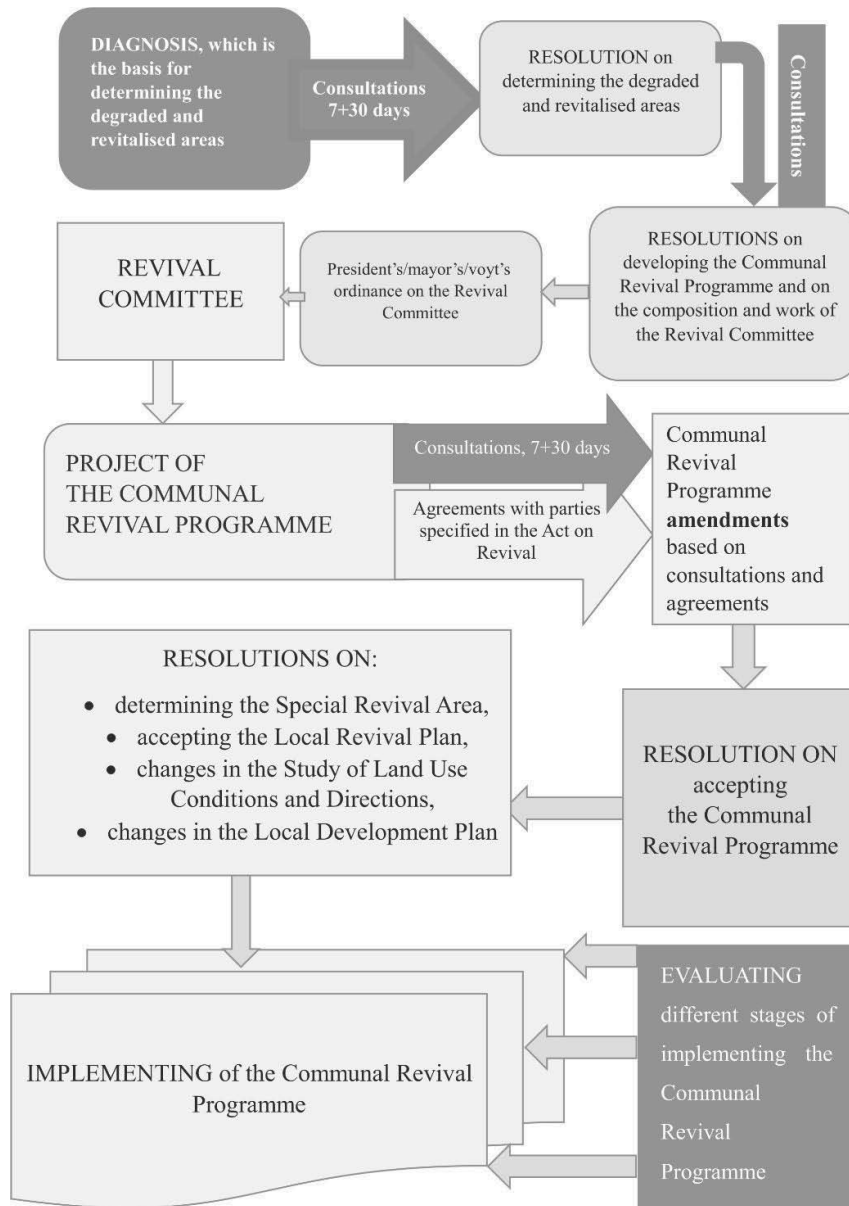 DIAGNOSIS, which is
the basis for
determining the
degraded and
revitalised areas
Consultations
7+30 days
RESOLUTION on
determining the degraded
and revitalised areas
Consultations
RESOLUTIONS on
developing the Communal
Revival Programme and on
the composition and work of
the Revival Committee
President's/mayor's/voyt's
ordinance on the Revival
Committee
REVIVAL
COMMITTEE
PROJECT OF
THE COMMUNAL
REVIVAL PROGRAMME
Consultations, 7+30 days
Agreements with parties
specified in the Act on
Revival
Communal
Revival
Programme
amendments
based on
consultations and
agreements
RESOLUTION ON
accepting
the Communal
Revival Programme
RESOLUTIONS ON:
• determining the Special Revival Area,
• accepting the Local Revival Plan,
• changes in the Study of Land Use
Conditions and Directions,
• changes in the Local Development Plan
IMPLEMENTING of the Communal Revival
Programme
EVALUATING
different stages of
implementing the
Communal
Revival
Programme